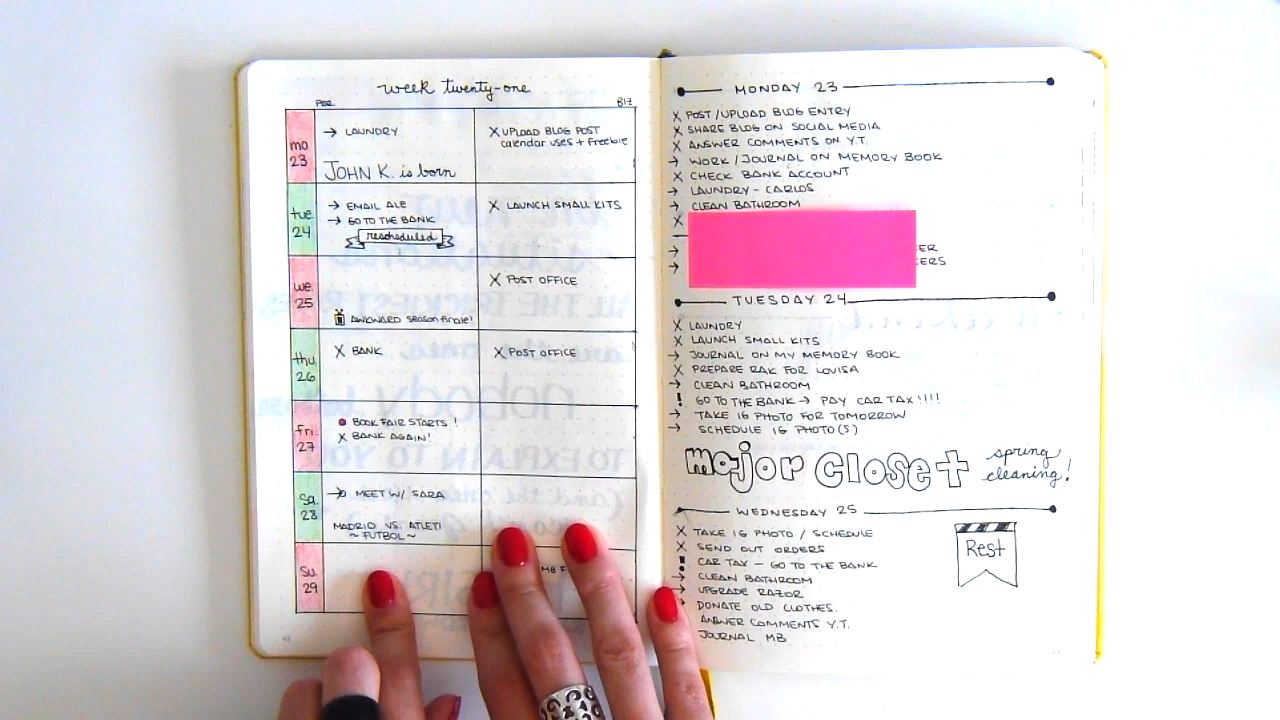 week twenty-one
PER. BIZ
mo 23
→ LAUNDRY
JOHN K. is born
X UPLOAD BLOG POST
calendar uses + freebie
tue. 24
→ EMAIL ALE
→ GO TO THE BANK
rescheduled
X LAUNCH SMALL KITS
we. 25
AWKWARD season finale!
X POST OFFICE
thu. 26
X BANK
X POST OFFICE
fri. 27
BOOK FAIR STARTS!
X BANK AGAIN!
sa. 28
→ MEET W/ SARA
MADRID VS. ATLETI
~ FUTBOL ~
su. 29
MB
MONDAY 23
X POST / UPLOAD BLOG ENTRY
X SHARE BLOG ON SOCIAL MEDIA
X ANSWER COMMENTS ON Y.T.
→ WORK / JOURNAL ON MEMORY BOOK
X CHECK BANK ACCOUNT
→ LAUNDRY - CARLOS
→ CLEAN BATHROOM
X
→
→
TUESDAY 24
X LAUNDRY
X LAUNCH SMALL KITS
→ JOURNAL ON MY MEMORY BOOK
X PREPARE RAK FOR LOUISA
→ CLEAN BATHROOM
! GO TO THE BANK → PAY CAR TAX!!!!
→ TAKE IG PHOTO FOR TOMORROW
→ SCHEDULE IG PHOTO(S)
major closet spring
cleaning!
WEDNESDAY 25
X TAKE IG PHOTO / SCHEDULE
X SEND OUT ORDERS
! CAR TAX - GO TO THE BANK
→ CLEAN BATHROOM
→ UPGRADE RAZOR
DONATE OLD CLOTHES.
ANSWER COMMENTS Y.T.
JOURNAL MB
Rest